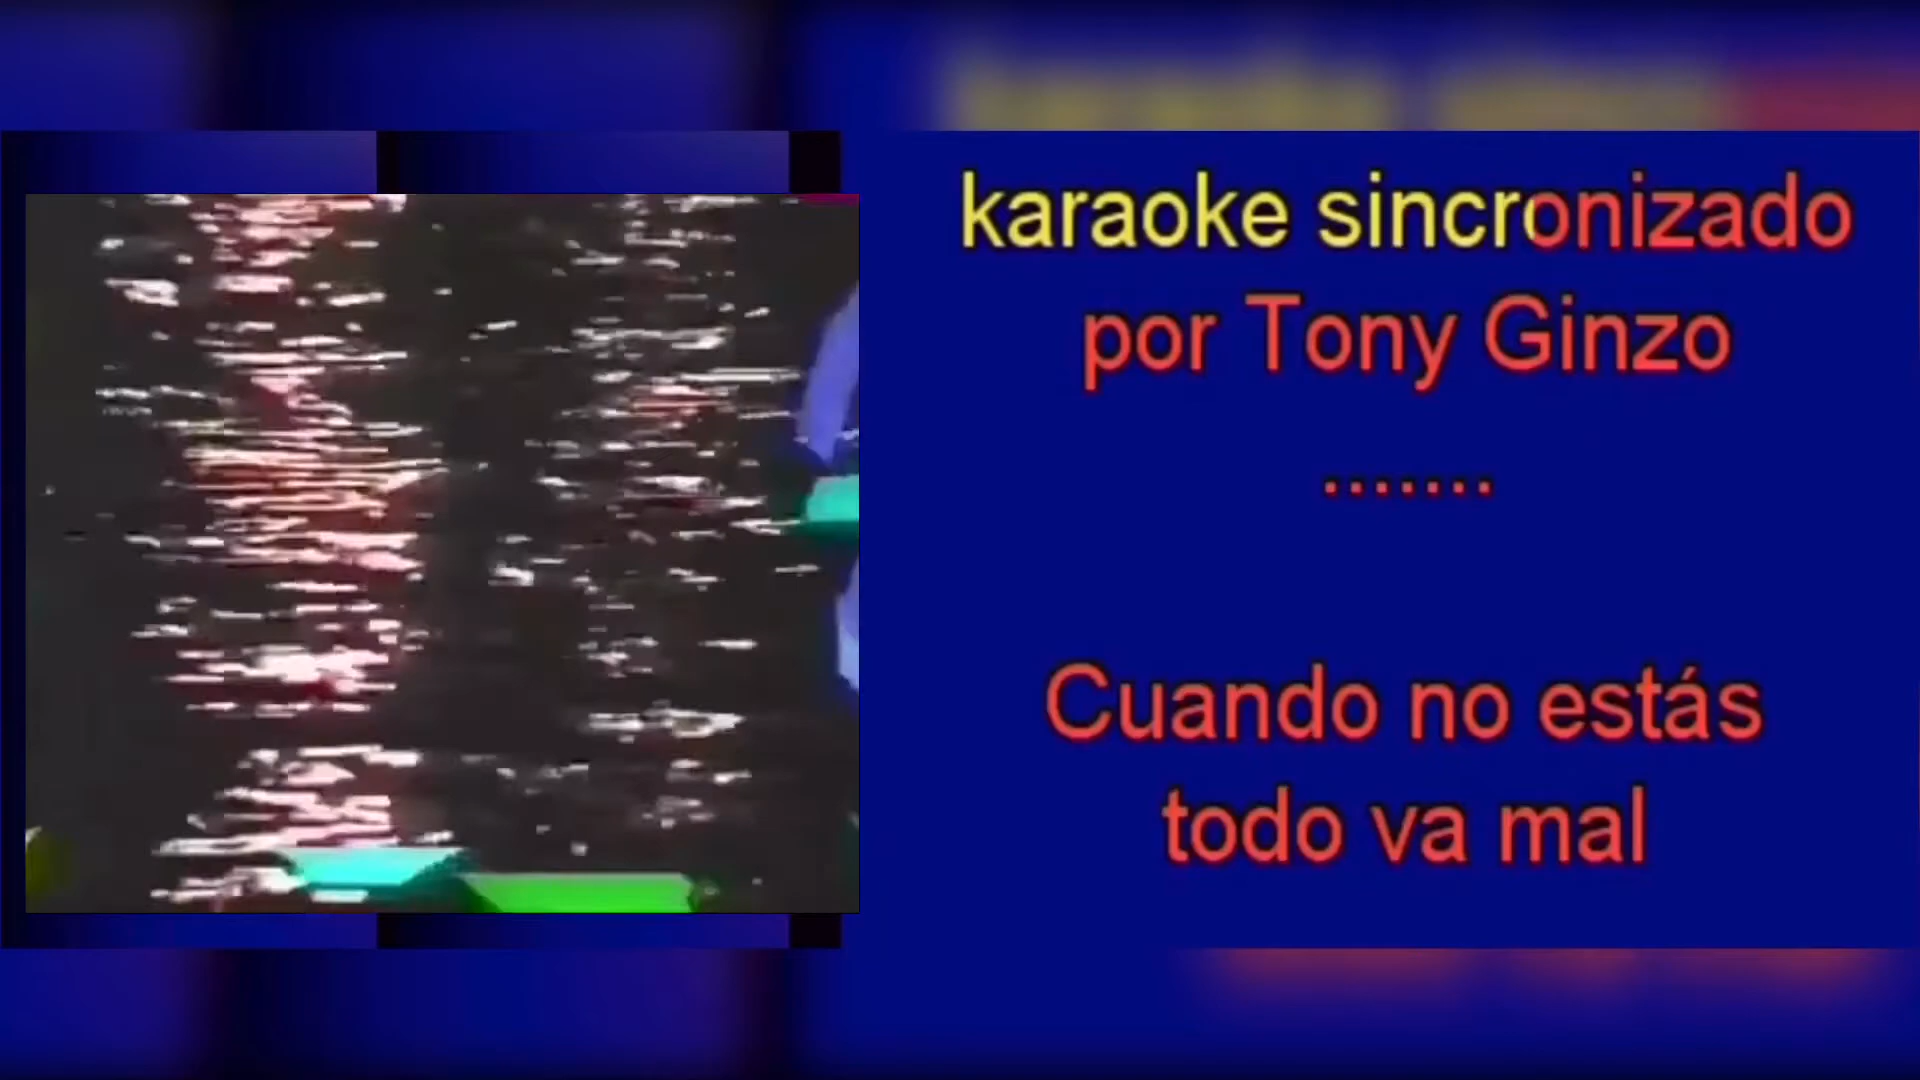 karaoke sincronizado
por Tony Ginzo
.......
Cuando no estás
todo va mal